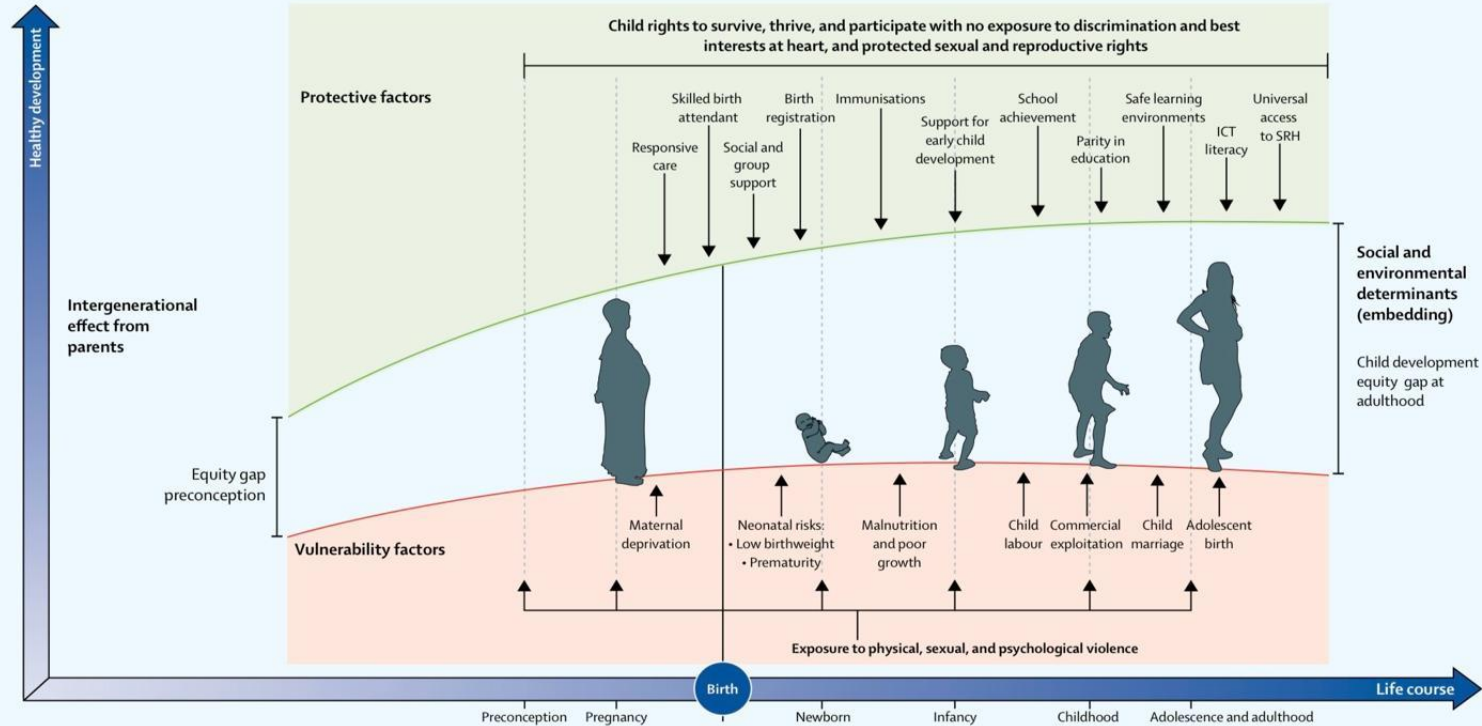 Healthy development
Child rights to survive, thrive, and participate with no exposure to discrimination and best
interests at heart, and protected sexual and reproductive rights
Protective factors
Responsive
care
Skilled birth
attendant
Social and
group
support
Birth
registration
Immunisations
Support for
early child
development
School
achievement
Parity in
education
Safe learning
environments
ICT
literacy
Universal
access
to SRH
Intergenerational
effect from
parents
Social and
environmental
determinants
(embedding)
Child development
equity gap at
adulthood
Equity gap
preconception
Vulnerability factors
Maternal
deprivation
Neonatal risks:
• Low birthweight
• Prematurity
Malnutrition
and poor
growth
Child
labour
Commercial
exploitation
Child
marriage
Adolescent
birth
Exposure to physical, sexual, and psychological violence
Birth
Life course
Preconception
Pregnancy
Newborn
Infancy
Childhood
Adolescence and adulthood